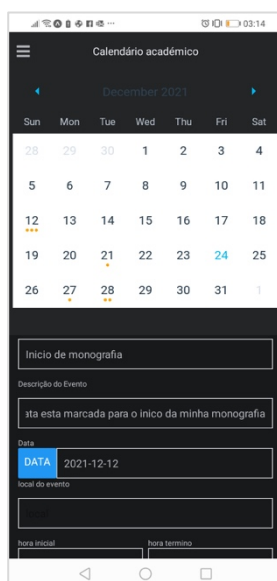 03:14
Calendário académico
December 2021
Sun Mon Tue Wed Thu Fri Sat
28 29 30 1 2 3 4
5 6 7 8 9 10 11
12 13 14 15 16 17 18
19 20 21 22 23 24 25
26 27 28 29 30 31 1
Inicio de monografia
Descrição do Evento
ata esta marcada para o inico da minha monografia
Data
DATA 2021-12-12
local do evento
local
hora inicial hora termino